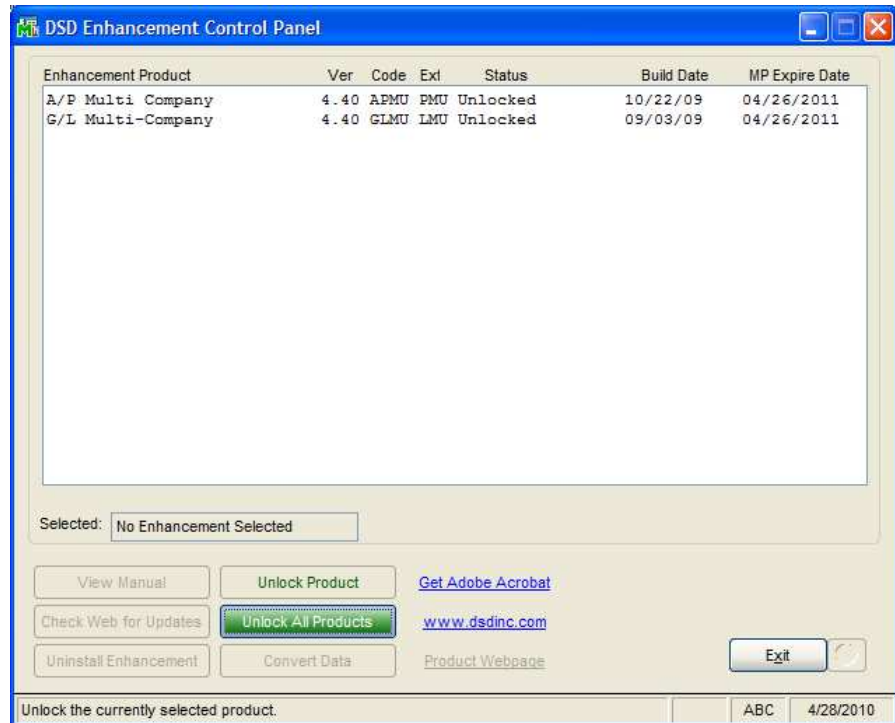 DSD Enhancement Control Panel
Enhancement Product Ver Code Ext Status Build Date MP Expire Date
A/P Multi Company 4.40 APMU PMU Unlocked 10/22/09 04/26/2011
G/L Multi-Company 4.40 GLMU LMU Unlocked 09/03/09 04/26/2011
Selected: No Enhancement Selected
View Manual Unlock Product Get Adobe Acrobat
Check Web for Updates Unlock All Products www.dsdinc.com
Uninstall Enhancement Convert Data Product Webpage Exit
Unlock the currently selected product. ABC 4/28/2010